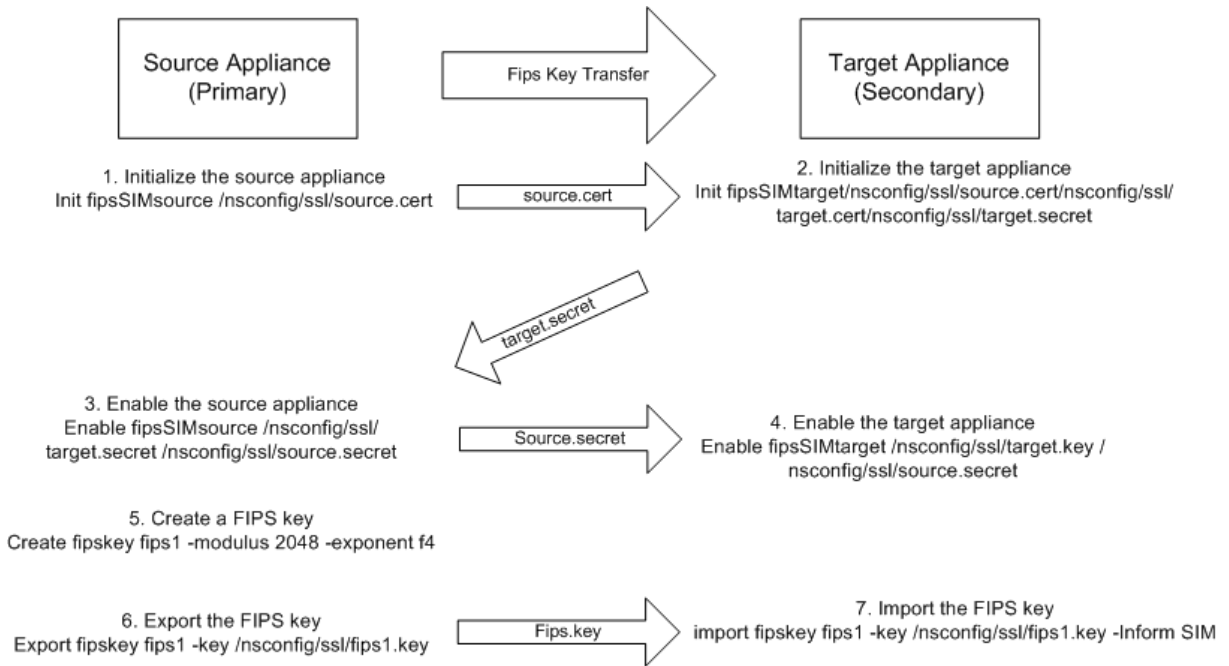 Source Appliance
(Primary)
Fips Key Transfer
Target Appliance
(Secondary)
1. Initialize the source appliance
Init fipsSIMsource /nsconfig/ssl/source.cert
source.cert
2. Initialize the target appliance
Init fipsSIMtarget/nsconfig/ssl/source.cert/nsconfig/ssl/
target.cert/nsconfig/ssl/target.secret
target.secret
3. Enable the source appliance
Enable fipsSIMsource /nsconfig/ssl/
target.secret /nsconfig/ssl/source.secret
Source.secret
4. Enable the target appliance
Enable fipsSIMtarget /nsconfig/ssl/target.key /
nsconfig/ssl/source.secret
5. Create a FIPS key
Create fipskey fips1 -modulus 2048 -exponent f4
6. Export the FIPS key
Export fipskey fips1 -key /nsconfig/ssl/fips1.key
Fips.key
7. Import the FIPS key
import fipskey fips1 -key /nsconfig/ssl/fips1.key -Inform SIM